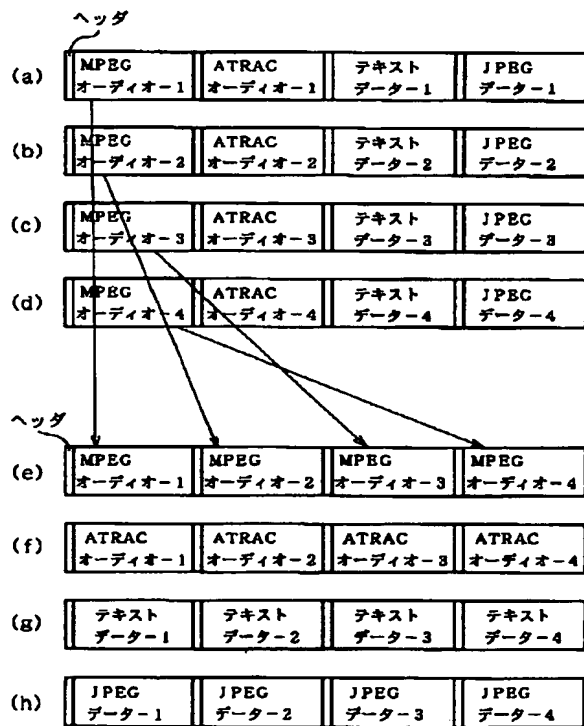 ヘッダ
(a) MPEG ATRAC テキスト JPEG
オーディオ-1 オーディオ-1 データ-1 データ-1
(b) MPEG ATRAC テキスト JPEG
オーディオ-2 オーディオ-2 データ-2 データ-2
(c) MPEG ATRAC テキスト JPEG
オーディオ-3 オーディオ-3 データ-3 データ-3
(d) MPEG ATRAC テキスト JPEG
オーディオ-4 オーディオ-4 データ-4 データ-4
ヘッダ
(e) MPEG MPEG MPEG MPEG
オーディオ-1 オーディオ-2 オーディオ-3 オーディオ-4
(f) ATRAC ATRAC ATRAC ATRAC
オーディオ-1 オーディオ-2 オーディオ-3 オーディオ-4
(g) テキスト テキスト テキスト テキスト
データ-1 データ-2 データ-3 データ-4
(h) JPEG JPEG JPEG JPEG
データ-1 データ-2 データ-3 データ-4